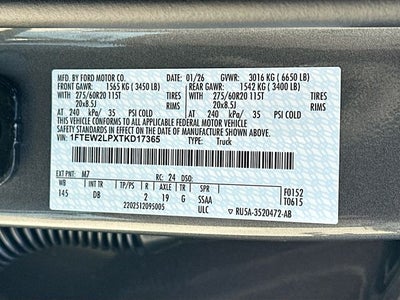 MFD. BY FORD MOTOR CO. 01/26 GVWR: 3016 KG ( 6650 LB)
FRONT GAWR: 1565 KG( 3450 LB) REAR GAWR: 1542 KG( 3400 LB)
WITH WITH
275/60R20 115T TIRES 275/60R20 115T TIRES
20x8.5J RIMS 20x8.5J RIMS
AT 240 kPa/ 35 PSI COLD AT 240 kPa/ 35 PSI COLD
THIS VEHICLE CONFORMS TO ALL APPLICABLE FEDERAL MOTOR
VEHICLE SAFETY STANDARDS IN EFFECT ON THE DATE OF
MANUFACTURE SHOWN ABOVE.
VIN: 1FTEW2LPXTKD17365 TYPE: Truck
EXT PNT: M7 RC: 24 DSO:
WB INT TR TP/PS R AXLE TR SPR F0152
145 DB 2 19 G SSAA T0615
2202512095005 ULC ▼ RU5A-3520472-AB